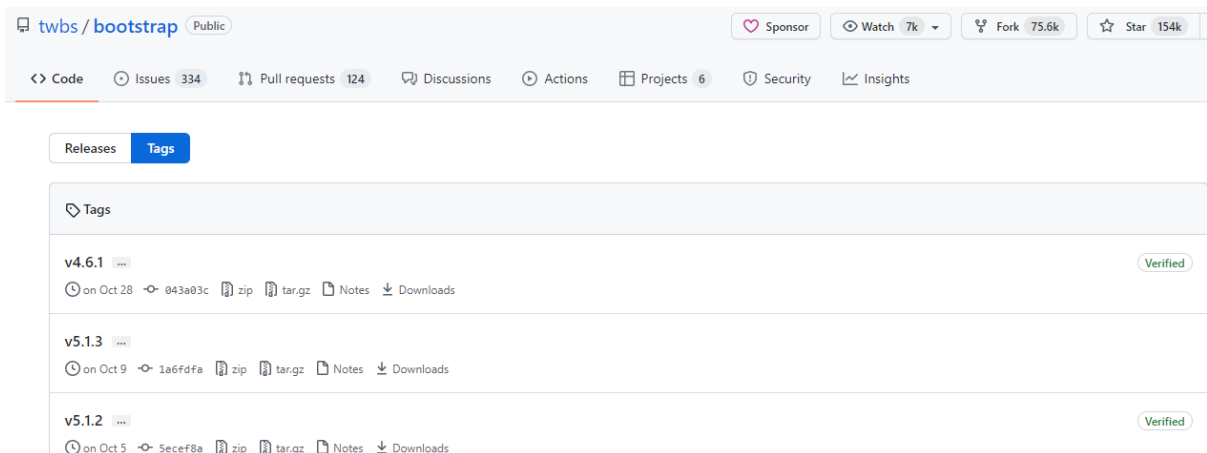 twbs / bootstrap Public Sponsor Watch 7k Fork 75.6k Star 154k
Code Issues 334 Pull requests 124 Discussions Actions Projects 6 Security Insights
Releases Tags
Tags
v4.6.1 ... Verified
on Oct 28 043a03c zip tar.gz Notes Downloads
v5.1.3 ...
on Oct 9 1a6fdfa zip tar.gz Notes Downloads
v5.1.2 ... Verified
on Oct 5 5ecef8a zip tar.gz Notes Downloads